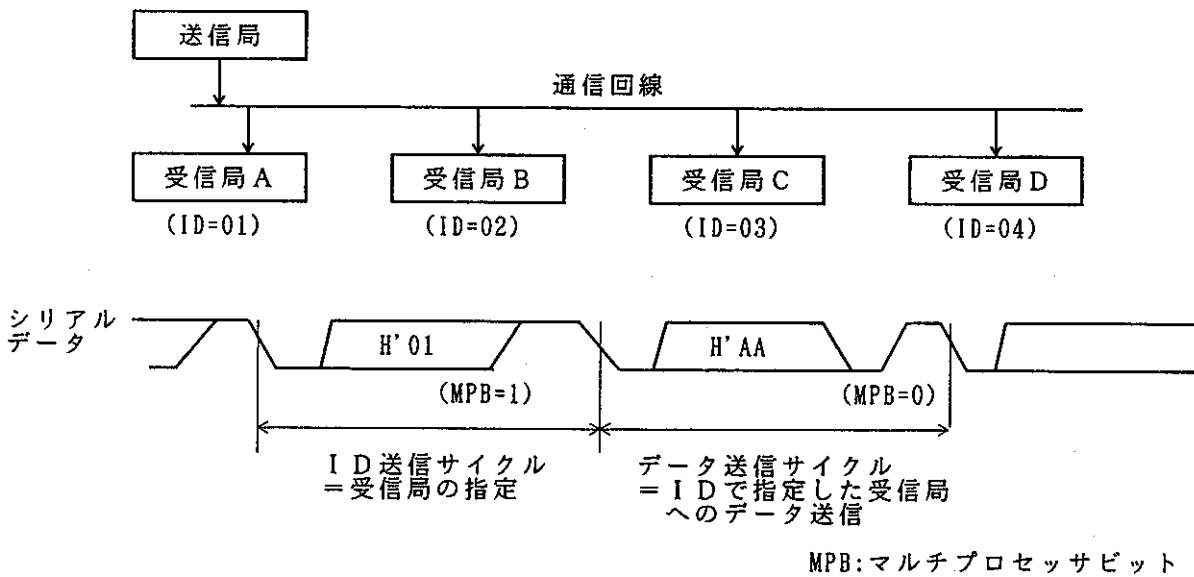 送信局
通信回線
受信局A
受信局B
受信局C
受信局D
(ID=01)
(ID=02)
(ID=03)
(ID=04)
シリアル
データ
H'01
H'AA
(MPB=1)
(MPB=0)
ID送信サイクル
=受信局の指定
データ送信サイクル
=IDで指定した受信局
へのデータ送信
MPB:マルチプロセッサビット